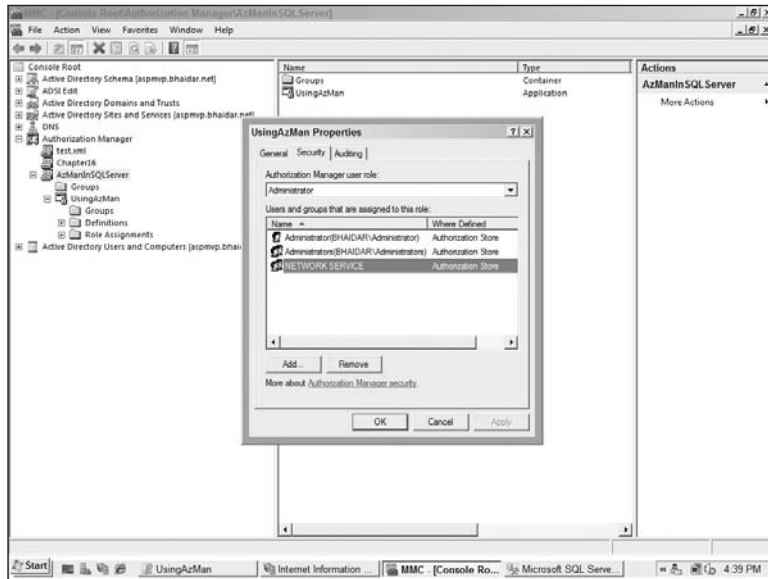 MMC - [Console Root\Authorization Manager\AzManInSQLServer]
File Action View Favorites Window Help
Console Root
Active Directory Schema [aspmvp.bhaidar.net]
ADSI Edit
Active Directory Domains and Trusts
Active Directory Sites and Services [aspmvp.bhaidar.net]
DNS
Authorization Manager
test.xml
Chapter16
AzManInSQLServer
Groups
UsingAzMan
Groups
Definitions
Role Assignments
Active Directory Users and Computers [aspmvp.bhai
Name Type
Groups Container
UsingAzMan Application
Actions
AzManInSQLServer
More Actions
UsingAzMan Properties
General Security Auditing
Authorization Manager user role:
Administrator
Users and groups that are assigned to this role:
Name Where Defined
Administrator(BHAIDAR\Administrator) Authorization Store
Administrators(BHAIDAR\Administrators) Authorization Store
NETWORK SERVICE Authorization Store
Add... Remove
More about Authorization Manager security
OK Cancel Apply
Start UsingAzMan Internet Information ... MMC - [Console Ro... Microsoft SQL Serve... 4:39 PM